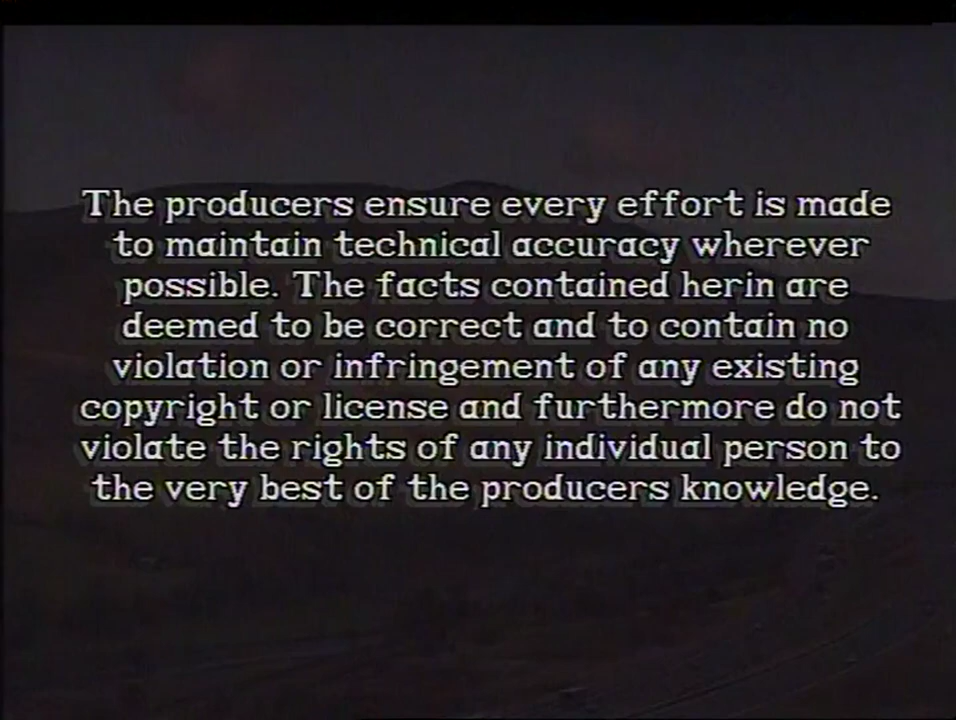 The producers ensure every effort is made
to maintain technical accuracy wherever
possible. The facts contained herin are
deemed to be correct and to contain no
violation or infringement of any existing
copyright or license and furthermore do not
violate the rights of any individual person to
the very best of the producers knowledge.